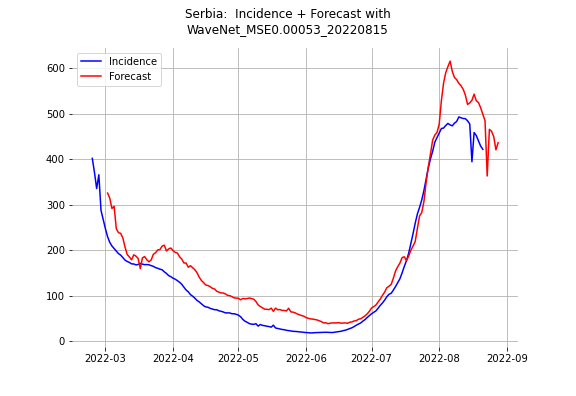 Serbia:  Incidence + Forecast with
WaveNet_MSE0.00053_20220815
Incidence
Forecast
600
500
400
300
200
100
0
2022-03 2022-04 2022-05 2022-06 2022-07 2022-08 2022-09